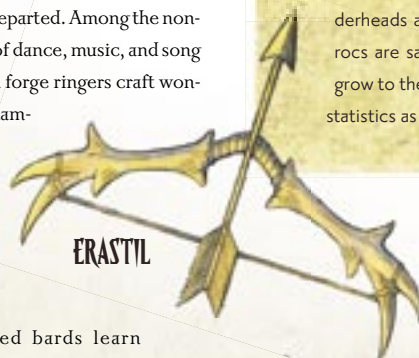 eparted. Among the non-
of dance, music, and song
forge ringers craft won-
am-
derheads a
rocs are sa
grow to the
statistics as
ERASTIL
ed bards learn